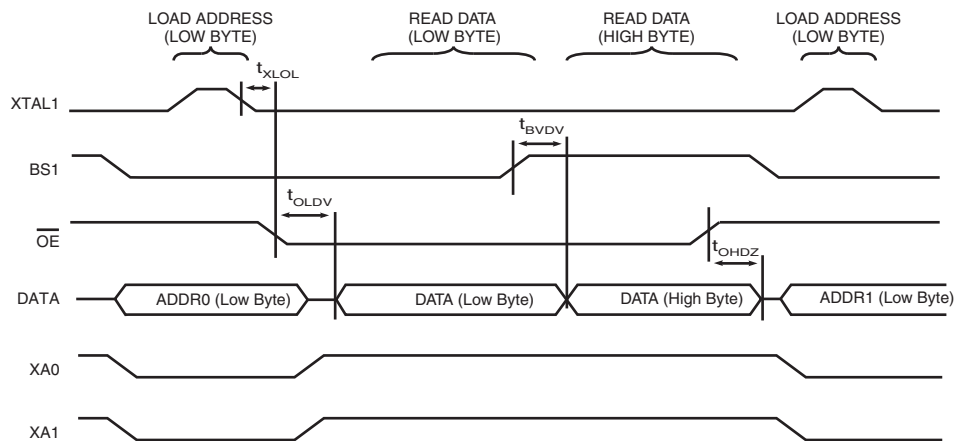 LOAD ADDRESS
(LOW BYTE)
READ DATA
(LOW BYTE)
READ DATA
(HIGH BYTE)
LOAD ADDRESS
(LOW BYTE)
tXLOL
XTAL1
tBVDV
BS1
tOLDV
OE
tOHDZ
DATA
ADDR0 (Low Byte)
DATA (Low Byte)
DATA (High Byte)
ADDR1 (Low Byte)
XA0
XA1